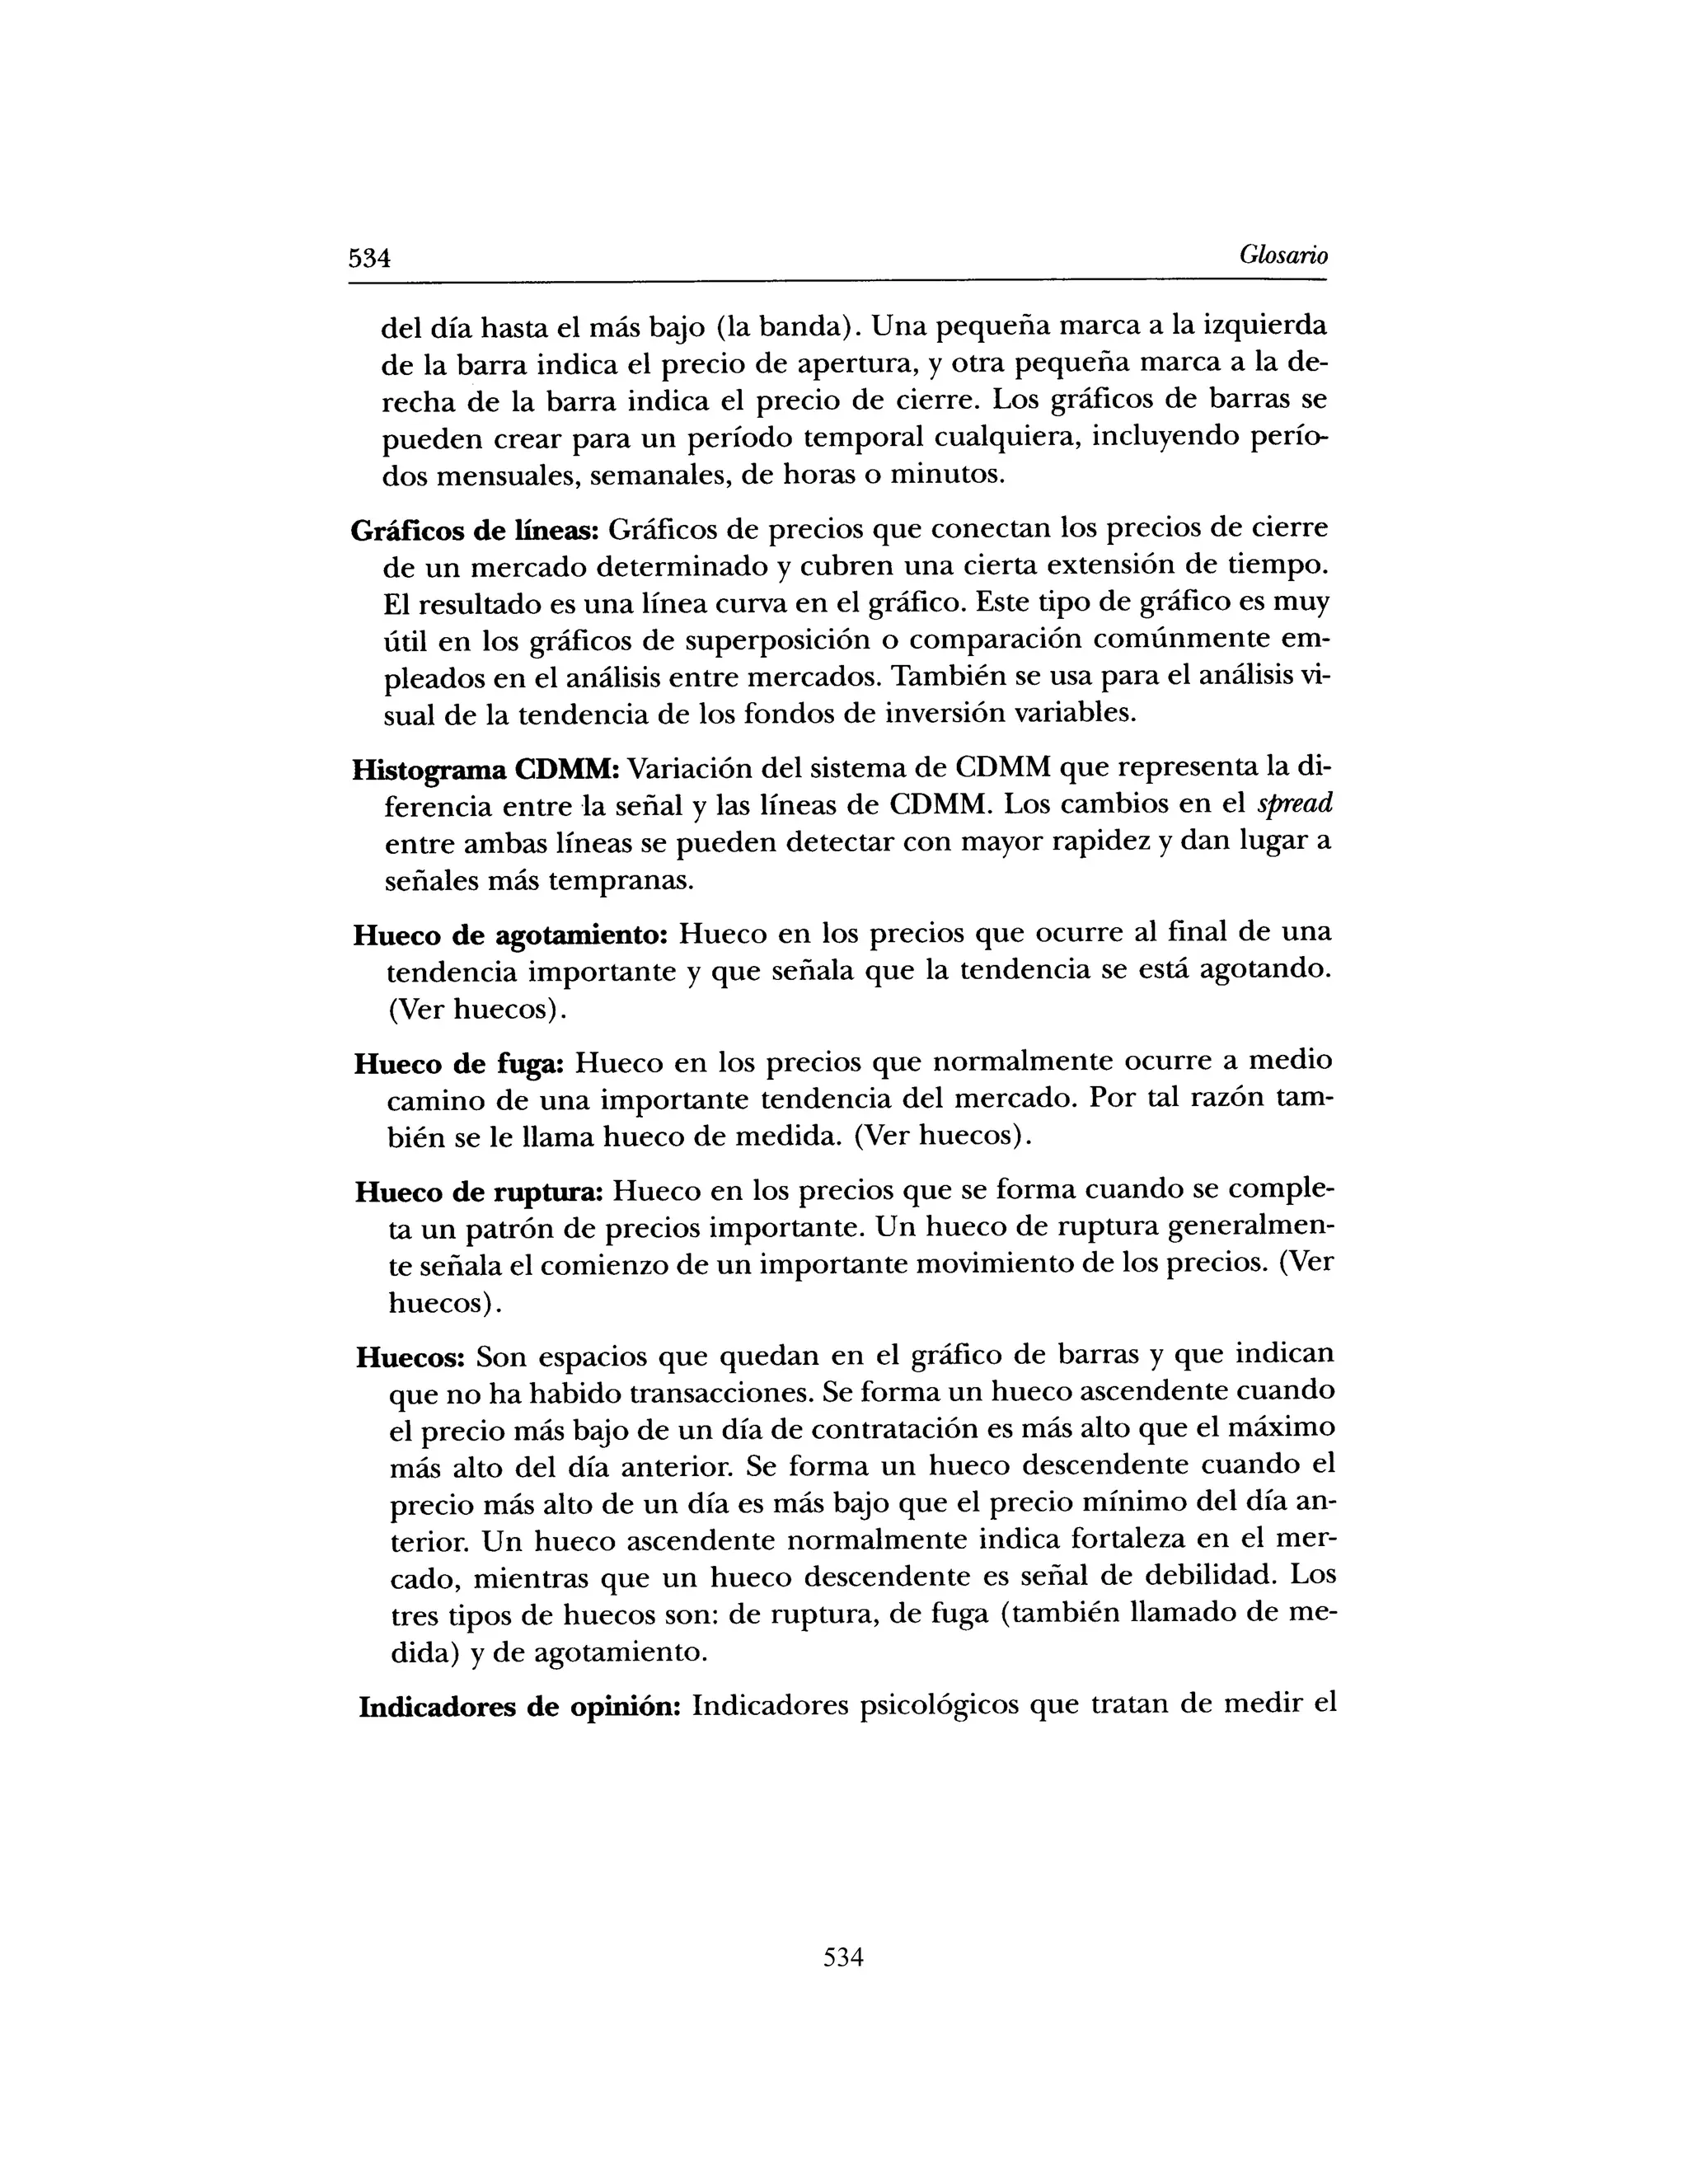 534 Glosario
del día hasta el más bajo (la banda). Una pequeña marca a la izquierda
de la barra indica el precio de apertura, y otra pequeña marca a la de-
recha de la barra indica el precio de cierre. Los gráficos de barras se
pueden crear para un período temporal cualquiera, incluyendo perío-
dos mensuales, semanales, de horas o minutos.
Gráficos de líneas: Gráficos de precios que conectan los precios de cierre
de un mercado determinado y cubren una cierta extensión de tiempo.
El resultado es una línea curva en el gráfico. Este tipo de gráfico es muy
útil en los gráficos de superposición o comparación comúnmente em-
pleados en el análisis entre mercados. También se usa para el análisis vi-
sual de la tendencia de los fondos de inversión variables.
Histograma CDMM: Variación del sistema de CDMM que representa la di-
ferencia entre la señal y las líneas de CDMM. Los cambios en el spread
entre ambas líneas se pueden detectar con mayor rapidez y dan lugar a
señales más tempranas.
Hueco de agotamiento: Hueco en los precios que ocurre al final de una
tendencia importante y que señala que la tendencia se está agotando.
(Ver huecos).
Hueco de fuga: Hueco en los precios que normalmente ocurre a medio
camino de una importante tendencia del mercado. Por tal razón tam-
bién se le llama hueco de medida. (Ver huecos).
Hueco de ruptura: Hueco en los precios que se forma cuando se comple-
ta un patrón de precios importante. Un hueco de ruptura generalmen-
te señala el comienzo de un importante movimiento de los precios. (Ver
huecos).
Huecos: Son espacios que quedan en el gráfico de barras y que indican
que no ha habido transacciones. Se forma un hueco ascendente cuando
el precio más bajo de un día de contratación es más alto que el máximo
más alto del día anterior. Se forma un hueco descendente cuando el
precio más alto de un día es más bajo que el precio mínimo del día an-
terior. Un hueco ascendente normalmente indica fortaleza en el mer-
cado, mientras que un hueco descendente es señal de debilidad. Los
tres tipos de huecos son: de ruptura, de fuga (también llamado de me-
dida) y de agotamiento.
Indicadores de opinión: Indicadores psicológicos que tratan de medir el
534